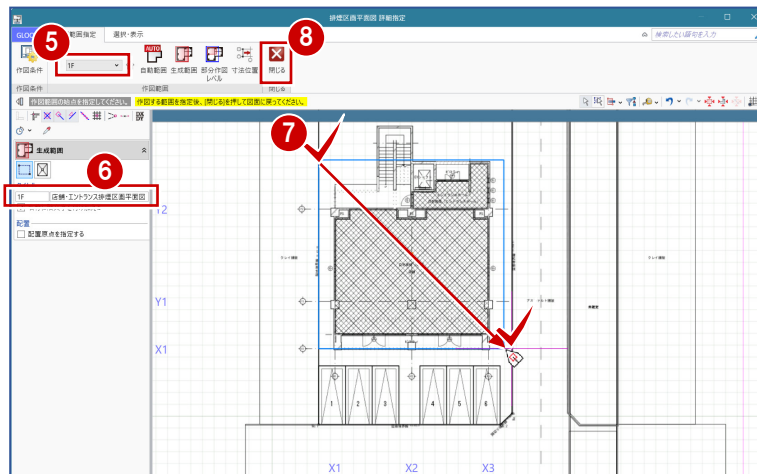 排煙区画平面図 詳細指定
GLOO 範囲指定 選択・表示
検索したい語句を入力
5
8
1F
作図条件
自動範囲 生成範囲 部分作図 寸法位置
レベル
閉じる
作図条件 作図範囲 閉じる
作図範囲の始点を指定してください。 作図する範囲を指定後、[閉じる]を押して図面に戻ってください。
7
生成範囲
6
1F 店舗・エントランス排煙区画平面図
配置
配置原点を指定する
Y2
Y1
X1
1 2 3 4 5 6
X1 X2 X3